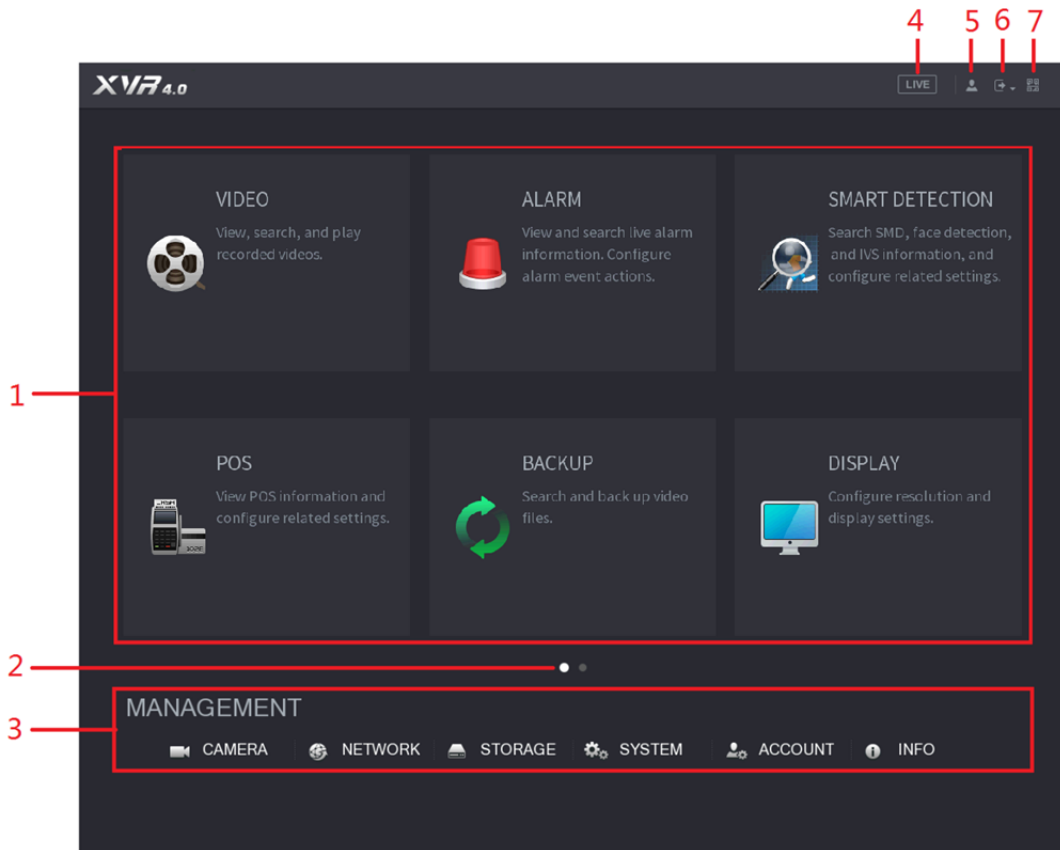 4 5 6 7
XVR 4.0
LIVE
VIDEO
View, search, and play
recorded videos.
ALARM
View and search live alarm
information. Configure
alarm event actions.
SMART DETECTION
Search SMD, face detection,
and IVS information, and
configure related settings.
1
POS
View POS information and
configure related settings.
BACKUP
Search and back up video
files.
DISPLAY
Configure resolution and
display settings.
2
3
MANAGEMENT
CAMERA NETWORK STORAGE SYSTEM ACCOUNT INFO